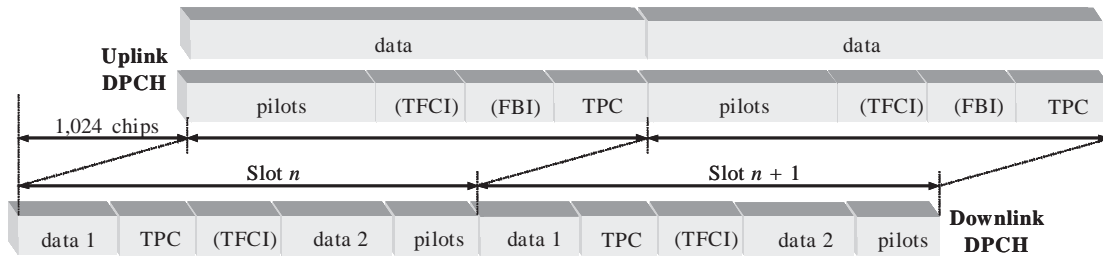 data data
Uplink
DPCH
pilots (TFCI) (FBI) TPC pilots (TFCI) (FBI) TPC
1,024 chips
Slot n Slot n + 1
data 1 TPC (TFCI) data 2 pilots data 1 TPC (TFCI) data 2 pilots
Downlink
DPCH